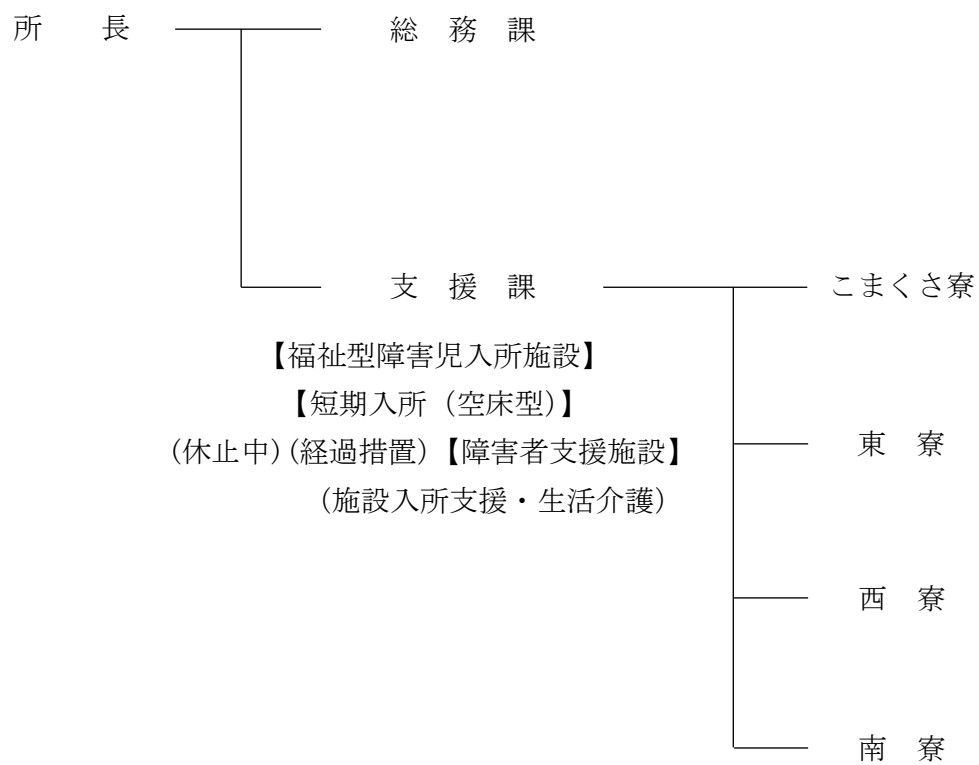 所　長　総　務　課
支　援　課　こまくさ寮
【福祉型障害児入所施設】
【短期入所（空床型）】
（休止中）（経過措置）【障害者支援施設】
（施設入所支援・生活介護）
東　寮
西　寮
南　寮